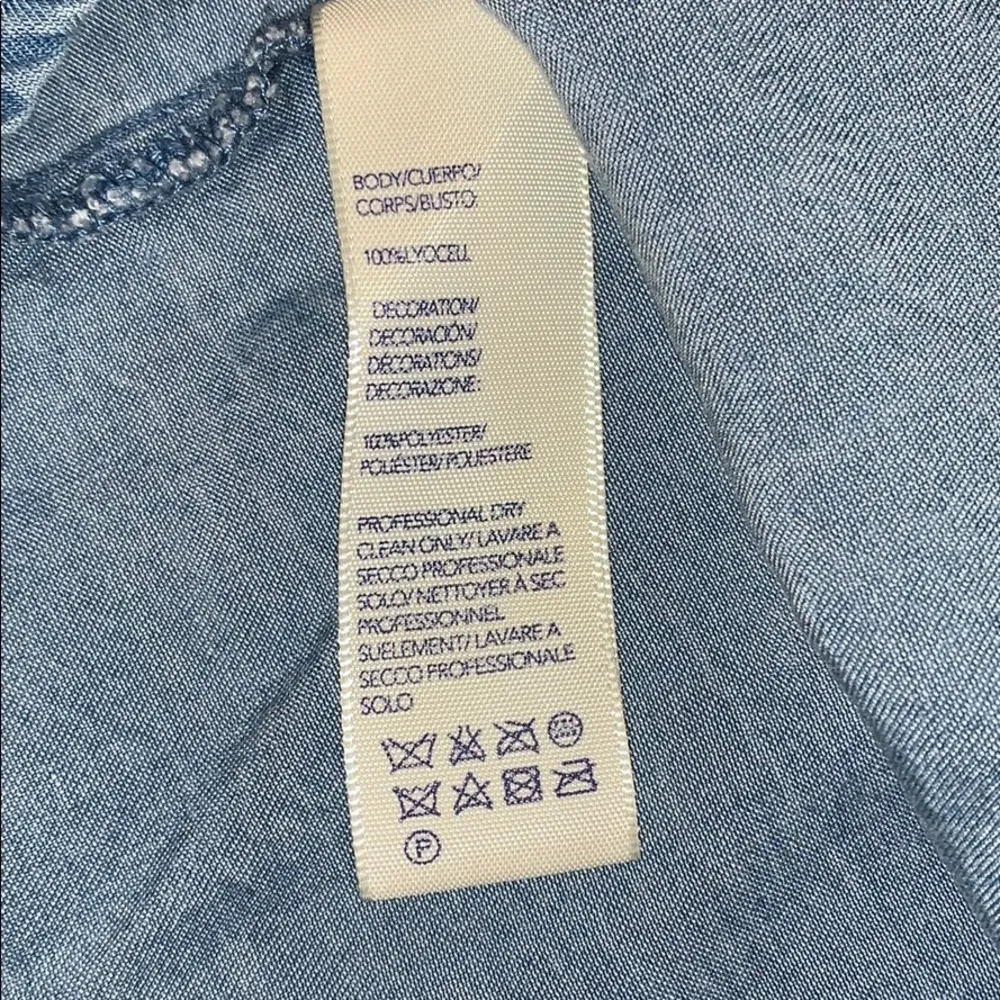 BODY/CUERPO/
CORPS/BUSTO:
100%LYOCELL
DECORATION/
DECORACIÓN/
DÉCORATIONS/
DECORAZIONE:
100%POLYESTER/
POLIÉSTER/POLIESTERE
PROFESSIONAL DRY
CLEAN ONLY/ LAVARE A
SECCO PROFESSIONALE
SOLO/ NETTOYER À SEC
PROFESSIONNEL
SUELEMENT/ LAVARE A
SECCO PROFESSIONALE
SOLO
P